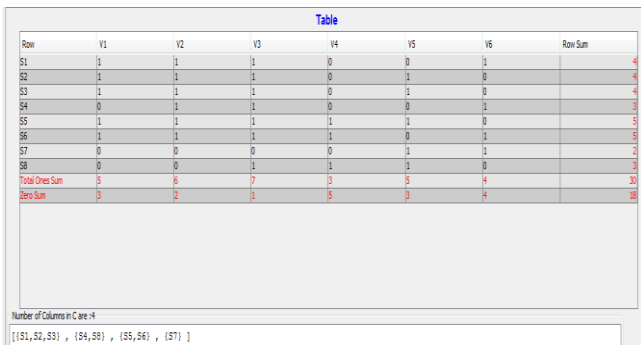 Table
Row V1 V2 V3 V4 V5 V6 Row Sum
S1 1 1 1 0 0 1 4
S2 1 1 1 0 1 0 4
S3 1 1 1 0 1 0 4
S4 0 1 1 0 0 1 3
S5 1 1 1 1 1 0 5
S6 1 1 1 1 0 1 5
S7 0 0 0 0 1 1 2
S8 0 0 1 1 1 0 3
Total Ones Sum 5 6 7 3 5 4 30
Zero Sum 3 2 1 5 3 4 18
Number of Columns in C are :4
[{S1,S2,S3} , {S4,S8} , {S5,S6} , {S7} ]